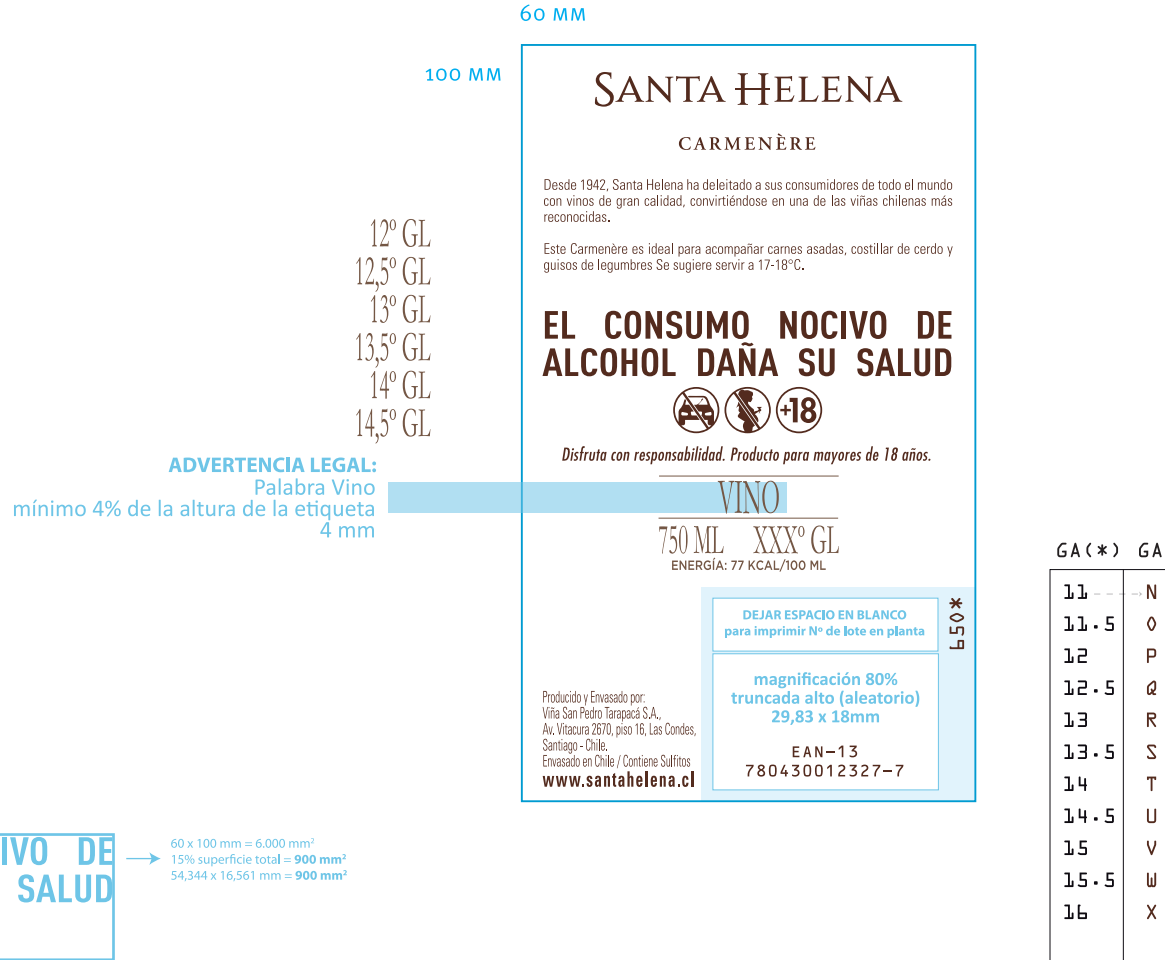 60 MM
100 MM
SANTA HELENA
CARMENÈRE
Desde 1942, Santa Helena ha deleitado a sus consumidores de todo el mundo
con vinos de gran calidad, convirtiéndose en una de las viñas chilenas más
reconocidas.
Este Carmenère es ideal para acompañar carnes asadas, costillar de cerdo y
guisos de legumbres Se sugiere servir a 17-18°C.
12º GL
12,5º GL
13º GL
13,5º GL
14º GL
14,5º GL
EL CONSUMO NOCIVO DE
ALCOHOL DAÑA SU SALUD
+18
Disfruta con responsabilidad. Producto para mayores de 18 años.
ADVERTENCIA LEGAL:
Palabra Vino
mínimo 4% de la altura de la etiqueta
4 mm
VINO
750 ML XXXº GL
ENERGÍA: 77 KCAL/100 ML
DEJAR ESPACIO EN BLANCO
para imprimir Nº de lote en planta
650*
magnificación 80%
truncada alto (aleatorio)
29,83 x 18mm
EAN-13
780430012327-7
Producido y Envasado por:
Viña San Pedro Tarapacá S.A.,
Av. Vitacura 2670, piso 16, Las Condes,
Santiago - Chile.
Envasado en Chile / Contiene Sulfitos
www.santahelena.cl
GA(*) GA
11 N
11.5 O
12 P
12.5 Q
13 R
13.5 S
14 T
14.5 U
15 V
15.5 W
16 X
IVO DE
SALUD
60 x 100 mm = 6.000 mm²
15% superficie total = 900 mm²
54,344 x 16,561 mm = 900 mm²